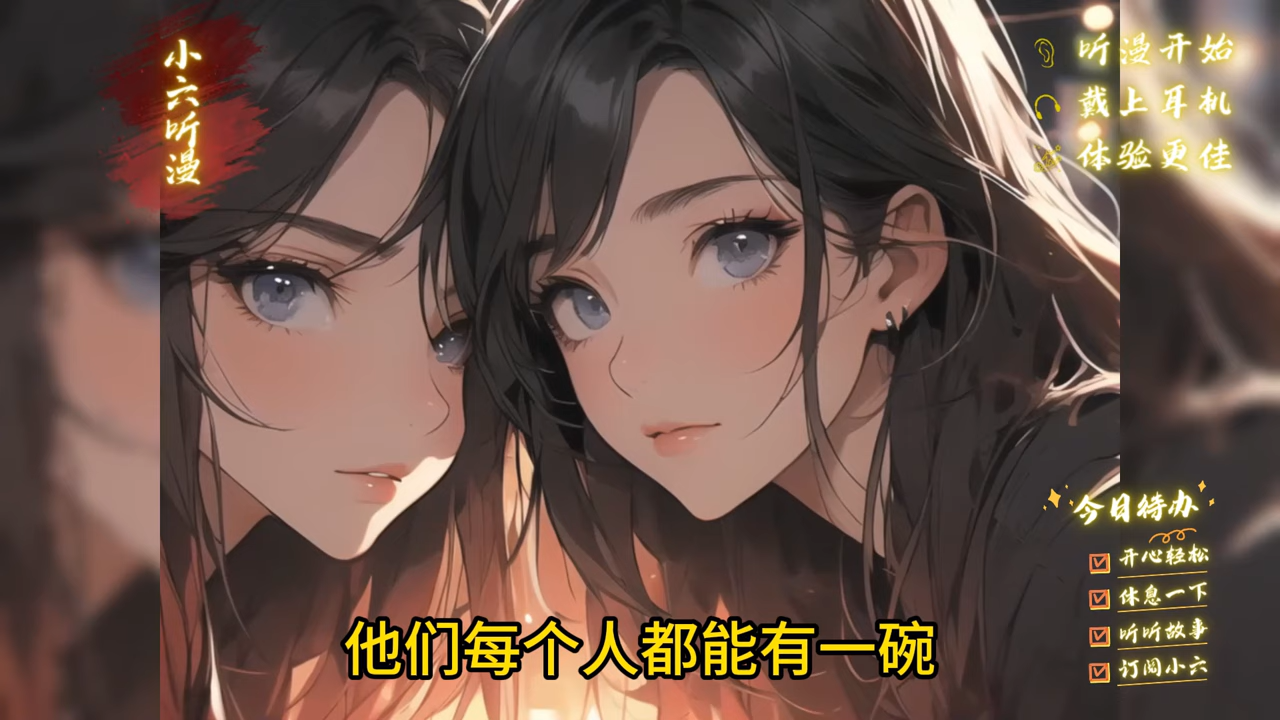 小六听漫
听漫开始
戴上耳机
体验更佳
今日待办
开心轻松
休息一下
听听故事
订阅小六
他们每个人都能有一碗